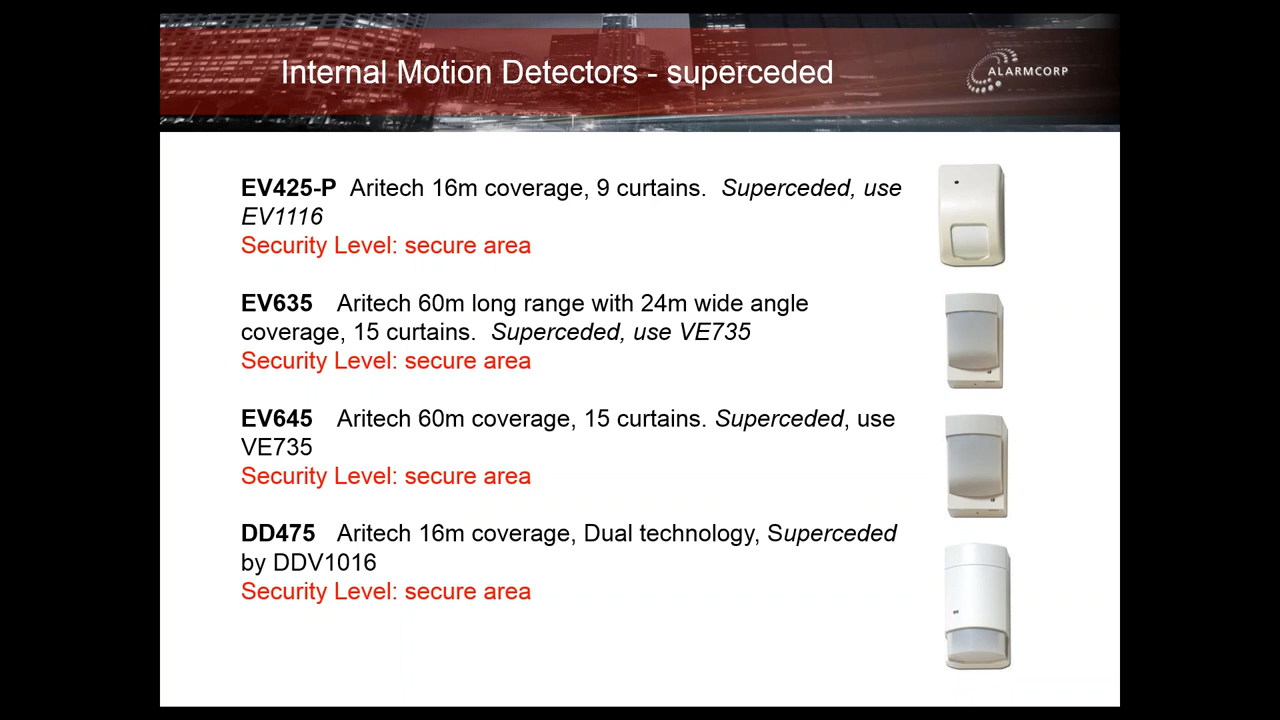 Internal Motion Detectors - superceded
ALARMCORP
EV425-P Aritech 16m coverage, 9 curtains. Superceded, use
EV1116
Security Level: secure area
EV635 Aritech 60m long range with 24m wide angle
coverage, 15 curtains. Superceded, use VE735
Security Level: secure area
EV645 Aritech 60m coverage, 15 curtains. Superceded, use
VE735
Security Level: secure area
DD475 Aritech 16m coverage, Dual technology, Superceded
by DDV1016
Security Level: secure area